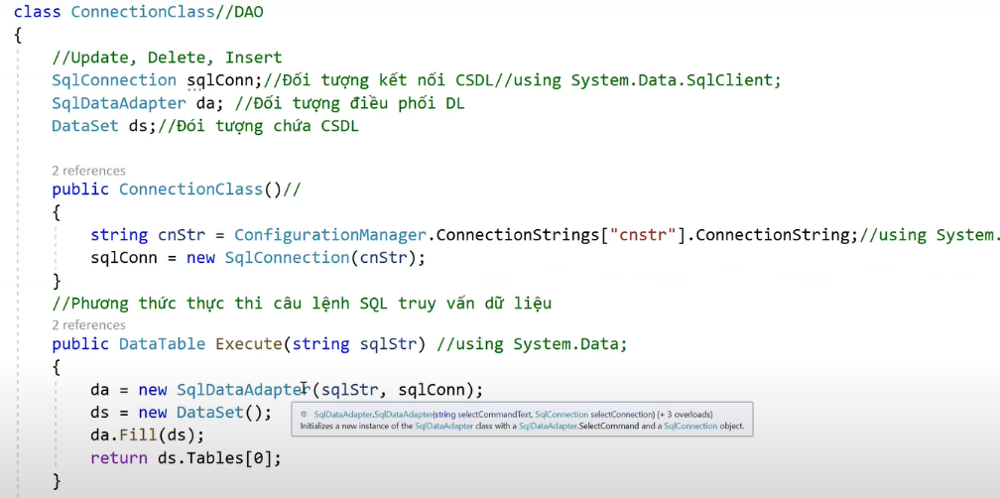 class ConnectionClass//DAO
{
//Update, Delete, Insert
SqlConnection sqlConn;//Đối tượng kết nối CSDL//using System.Data.SqlClient;
SqlDataAdapter da; //Đối tượng điều phối DL
DataSet ds;//Đói tượng chứa CSDL
2 references
public ConnectionClass()//
{
string cnStr = ConfigurationManager.ConnectionStrings["cnstr"].ConnectionString;//using System.
sqlConn = new SqlConnection(cnStr);
}
//Phương thức thực thi câu lệnh SQL truy vấn dữ liệu
2 references
public DataTable Execute(string sqlStr) //using System.Data;
{
da = new SqlDataAdapter(sqlStr, sqlConn);
ds = new DataSet();
SqlDataAdapter.SqlDataAdapter(string selectCommandText, SqlConnection selectConnection) (+ 3 overloads)
Initializes a new instance of the SqlDataAdapter class with a SqlDataAdapter.SelectCommand and a SqlConnection object.
da.Fill(ds);
return ds.Tables[0];
}